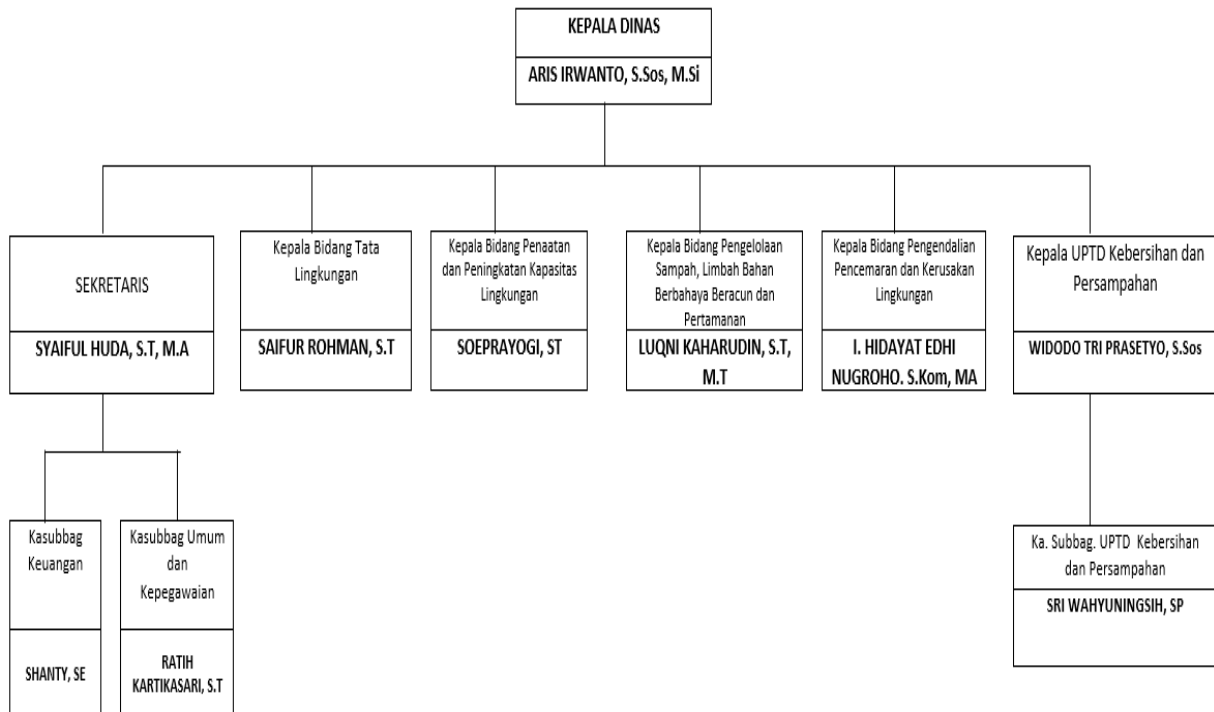 KEPALA DINAS
ARIS IRWANTO, S.Sos, M.Si
SEKRETARIS
SYAIFUL HUDA, S.T, M.A
Kepala Bidang Tata
Lingkungan
SAIFUR ROHMAN, S.T
Kepala Bidang Penaatan
dan Peningkatan Kapasitas
Lingkungan
SOEPRAYOGI, ST
Kepala Bidang Pengelolaan
Sampah, Limbah Bahan
Berbahaya Beracun dan
Pertamanan
LUQNI KAHARUDIN, S.T,
M.T
Kepala Bidang Pengendalian
Pencemaran dan Kerusakan
Lingkungan
I. HIDAYAT EDHI
NUGROHO. S.Kom, MA
Kepala UPTD Kebersihan dan
Persampahan
WIDODO TRI PRASETYO, S.Sos
Kasubbag
Keuangan
SHANTY, SE
Kasubbag Umum
dan
Kepegawaian
RATIH
KARTIKASARI, S.T
Ka. Subbag. UPTD Kebersihan
dan Persampahan
SRI WAHYUNINGSIH, SP